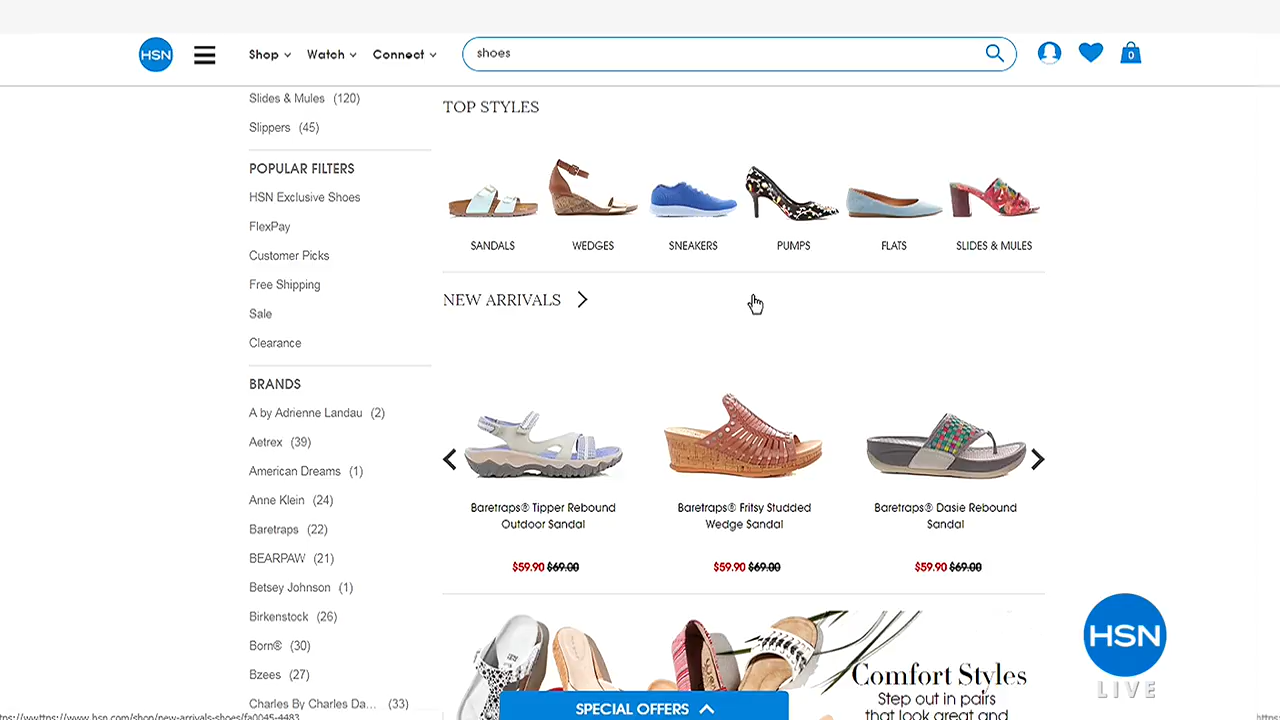 HSN
Shop
Watch
Connect
shoes
0
Slides & Mules (120)
Slippers (45)
POPULAR FILTERS
HSN Exclusive Shoes
FlexPay
Customer Picks
Free Shipping
Sale
Clearance
BRANDS
A by Adrienne Landau (2)
Aetrex (39)
American Dreams (1)
Anne Klein (24)
Baretraps (22)
BEARPAW (21)
Betsey Johnson (1)
Birkenstock (26)
Born® (30)
Bzees (27)
Charles By Charles Da... (33)
TOP STYLES
SANDALS
WEDGES
SNEAKERS
PUMPS
FLATS
SLIDES & MULES
NEW ARRIVALS
Baretraps® Tipper Rebound
Outdoor Sandal
$59.90 $69.00
Baretraps® Fritsy Studded
Wedge Sandal
$59.90 $69.00
Baretraps® Dasie Rebound
Sandal
$59.90 $69.00
Comfort Styles
Step out in pairs
that look great and
SPECIAL OFFERS
HSN
LIVE